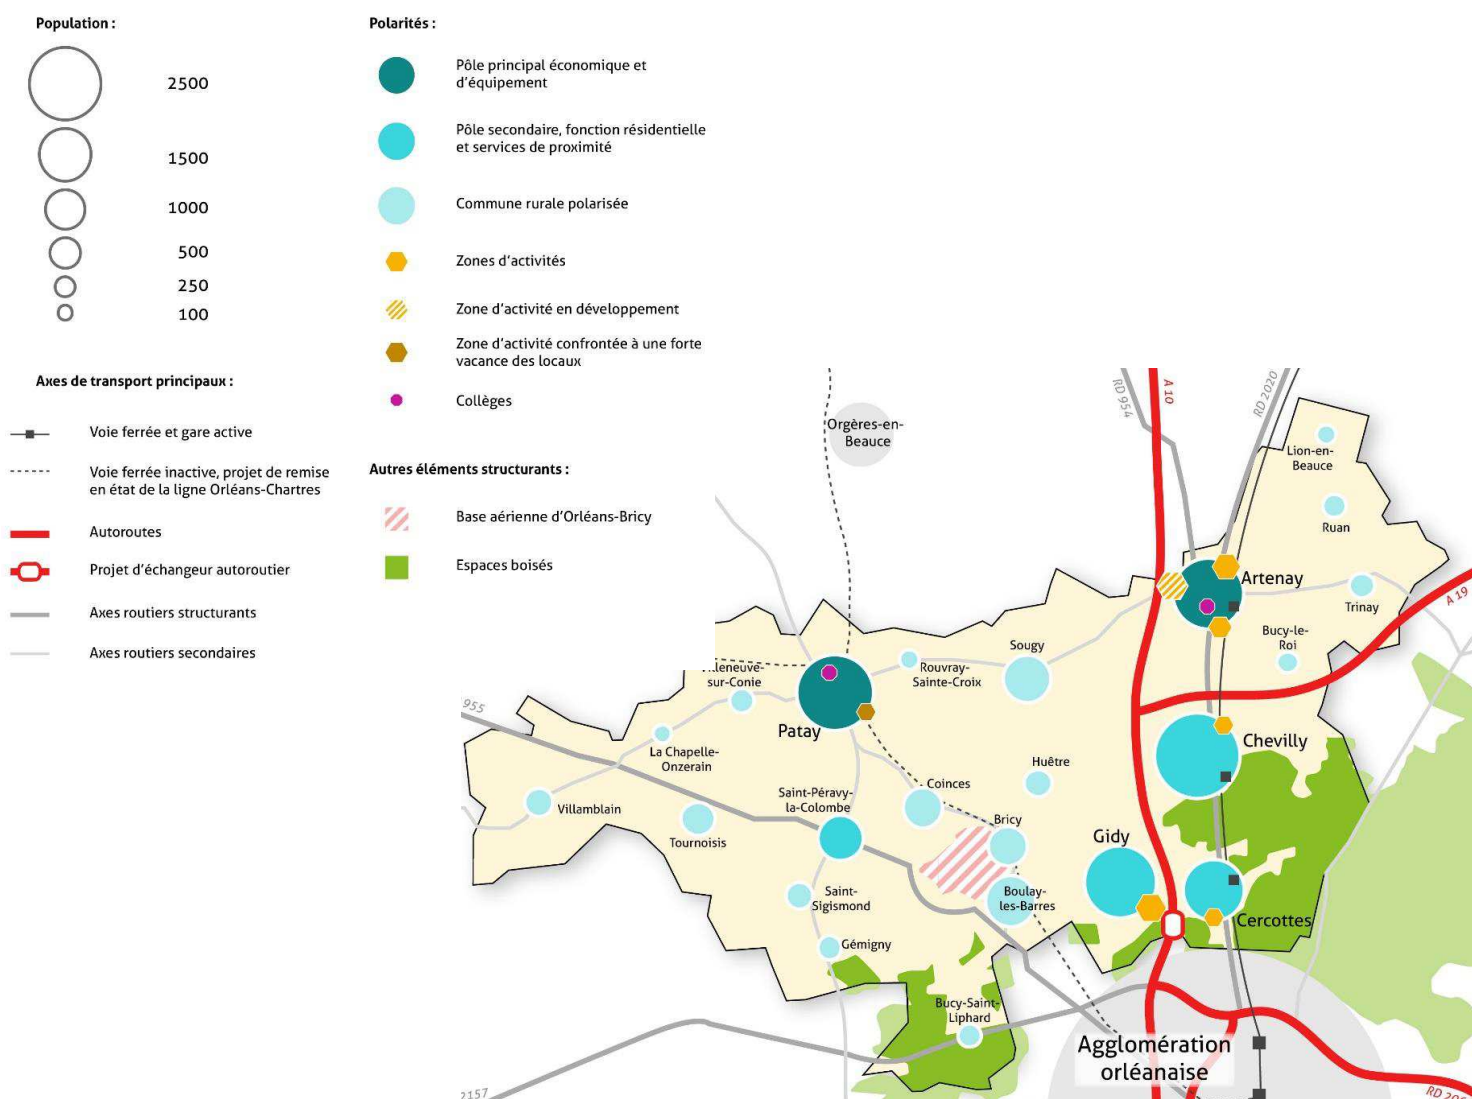 Population :
2500
1500
1000
500
250
100
Axes de transport principaux :
Voie ferrée et gare active
Voie ferrée inactive, projet de remise
en état de la ligne Orléans-Chartres
Autoroutes
Projet d'échangeur autoroutier
Axes routiers structurants
Axes routiers secondaires
Polarités :
Pôle principal économique et
d'équipement
Pôle secondaire, fonction résidentielle
et services de proximité
Commune rurale polarisée
Zones d'activités
Zone d'activité en développement
Zone d'activité confrontée à une forte
vacance des locaux
Collèges
Autres éléments structurants :
Base aérienne d'Orléans-Bricy
Espaces boisés
RD 954
A 10
RD 2020
Orgères-en-
Beauce
Lion-en-
Beauce
Ruan
Artenay
Trinay
A 19
Bucy-le-
Roi
Sougy
Rouvray-
Sainte-Croix
sur-Conie
955
Patay
Chevilly
La Chapelle-
Onzerain
Huêtre
Coinces
Saint-Péravy-
la-Colombe
Villamblain
Bricy
Gidy
Tournoisis
Boulay-
les-Barres
Saint-
Sigismond
Cercottes
Gémigny
Bucy-Saint-
Liphard
Agglomération
orléanaise
2157